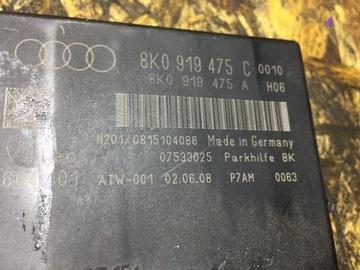 8K0 919 475 C 0010
8K0 919 475 A H06
N201/0815104086 Made in Germany
07533025 Parkhilfe 8K
ATW-001 02.06.08 P7AM 0063